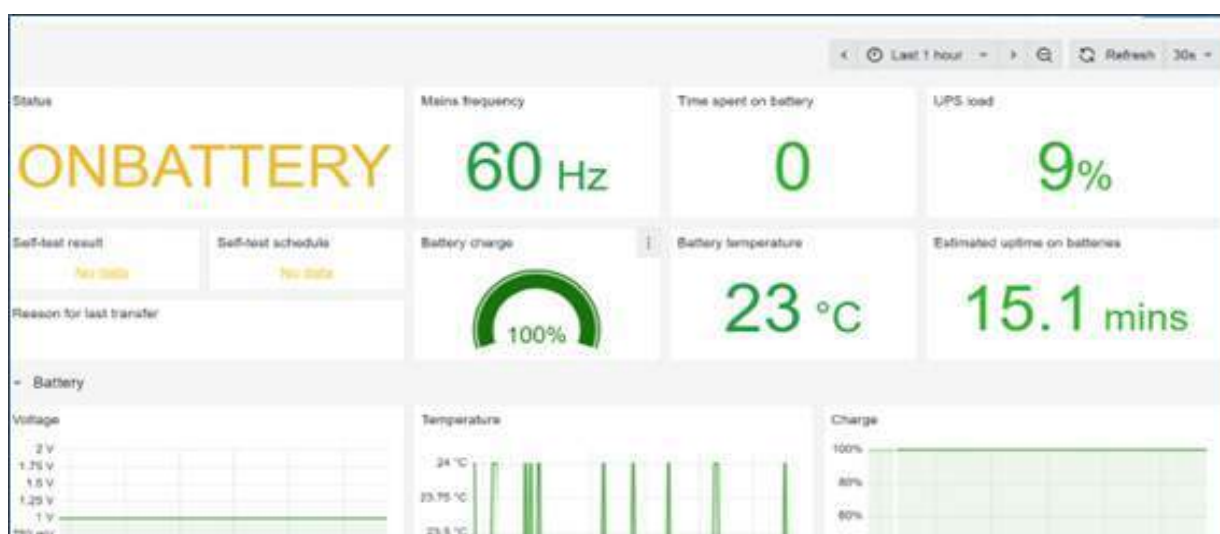 Last 1 hour
Refresh 30s
Status
ONBATTERY
Mains frequency
60 Hz
Time spent on battery
0
UPS load
9%
Self-test result
No data
Self-test schedule
No data
Battery charge
100%
Battery temperature
23 °C
Estimated uptime on batteries
15.1 mins
Reason for last transfer
Battery
Voltage
2 V
1.75 V
1.5 V
1.25 V
1 V
Temperature
24 °C
23.75 °C
23.5 °C
Charge
100%
80%
60%